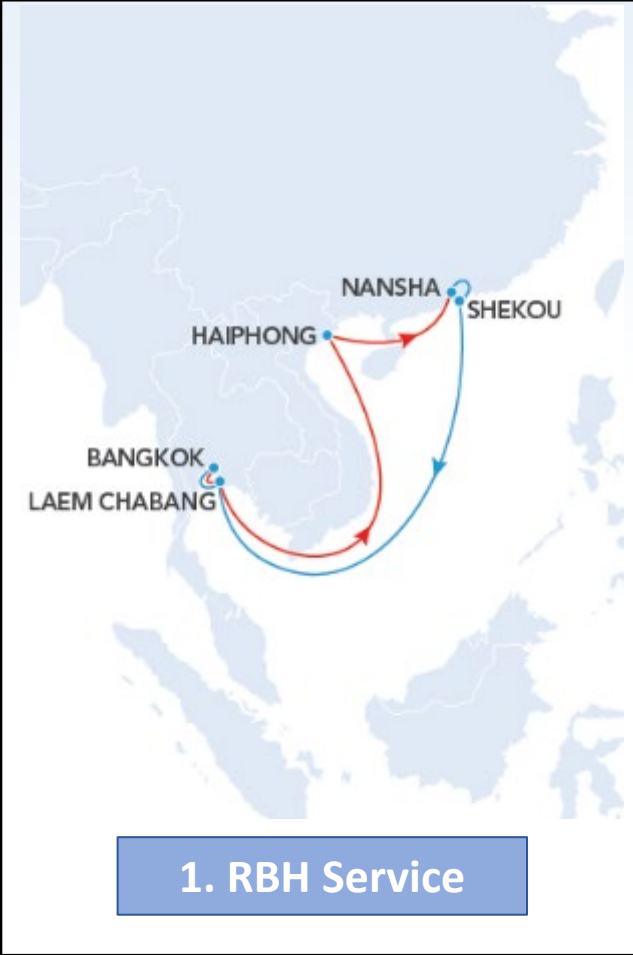 NANSHA
SHEKOU
HAIPHONG
BANGKOK
LAEM CHABANG
1. RBH Service